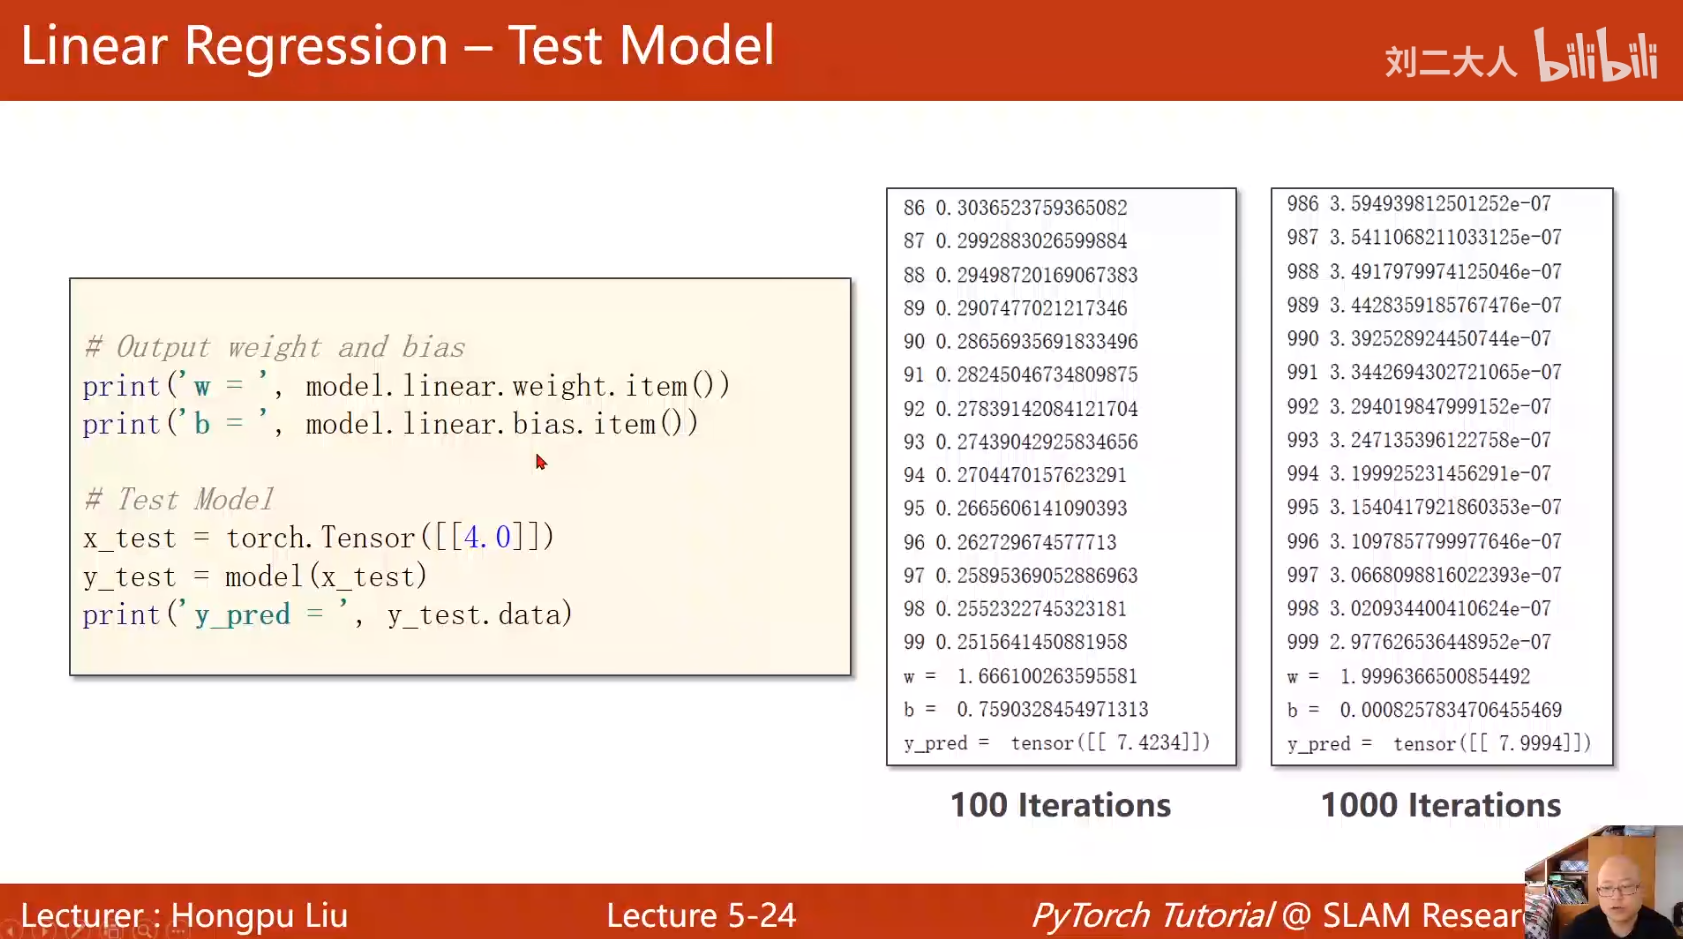 Linear Regression – Test Model
刘二大人 bilibili
# Output weight and bias
print('w = ', model.linear.weight.item())
print('b = ', model.linear.bias.item())
# Test Model
x_test = torch.Tensor([[4.0]])
y_test = model(x_test)
print('y_pred = ', y_test.data)
86 0.3036523759365082
87 0.2992883026599884
88 0.29498720169067383
89 0.2907477021217346
90 0.28656935691833496
91 0.28245046734809875
92 0.27839142084121704
93 0.27439042925834656
94 0.2704470157623291
95 0.2665606141090393
96 0.262729674577713
97 0.25895369052886963
98 0.2552322745323181
99 0.2515641450881958
w = 1.666100263595581
b = 0.7590328454971313
y_pred = tensor([[ 7.4234]])
100 Iterations
986 3.594939812501252e-07
987 3.5411068211033125e-07
988 3.4917979974125046e-07
989 3.4428359185767476e-07
990 3.392528924450744e-07
991 3.3442694302721065e-07
992 3.294019847999152e-07
993 3.247135396122758e-07
994 3.199925231456291e-07
995 3.1540417921860353e-07
996 3.1097857799977646e-07
997 3.0668098816022393e-07
998 3.020934400410624e-07
999 2.977626536448952e-07
w = 1.9996366500854492
b = 0.0008257834706455469
y_pred = tensor([[ 7.9994]])
1000 Iterations
Lecturer : Hongpu Liu
Lecture 5-24
PyTorch Tutorial @ SLAM Resear